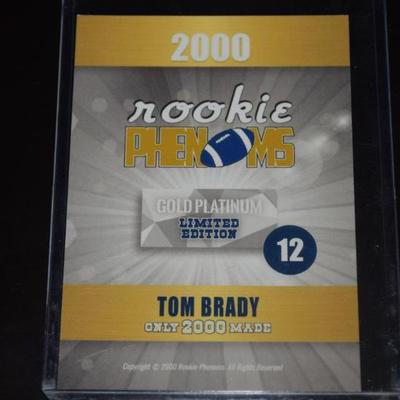 2000
rookie
PHENOMS
GOLD PLATINUM
LIMITED
EDITION
12
TOM BRADY
ONLY 2000 MADE
Copyright © 2000 Rookie Phenoms. All Rights Reserved